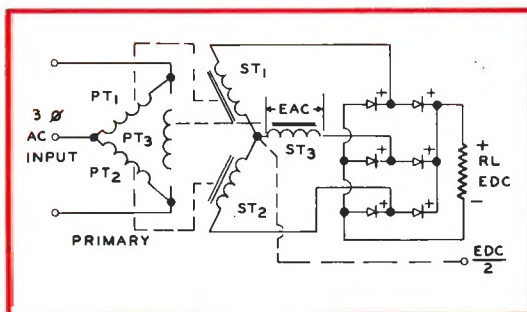 3 Ø
AC
INPUT
PT1
PT3
PT2
PRIMARY
ST1
EAC
ST3
ST2
+
+
+
+
+
+
+
RL
EDC
-
EDC/2